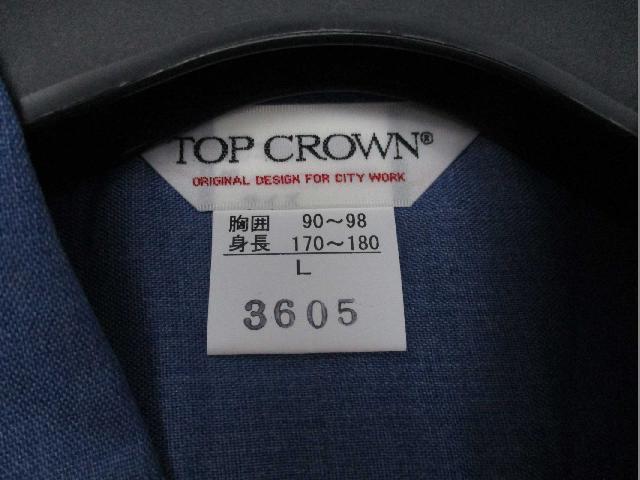 TOP CROWN®
ORIGINAL DESIGN FOR CITY WORK
胸囲 90〜98
身長 170〜180
L
3605